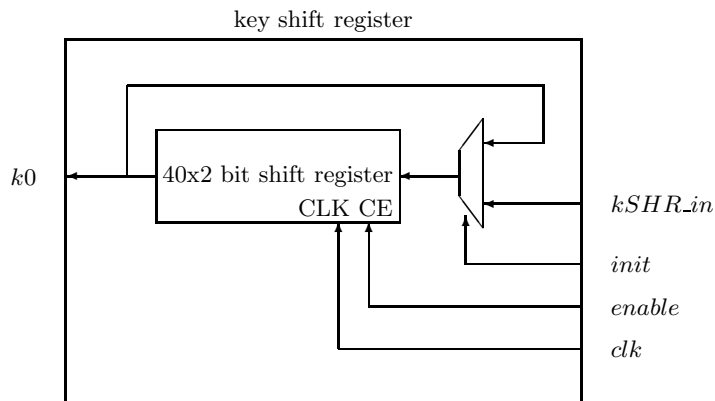 key shift register
k0
40x2 bit shift register
CLK CE
kSHR_in
init
enable
clk